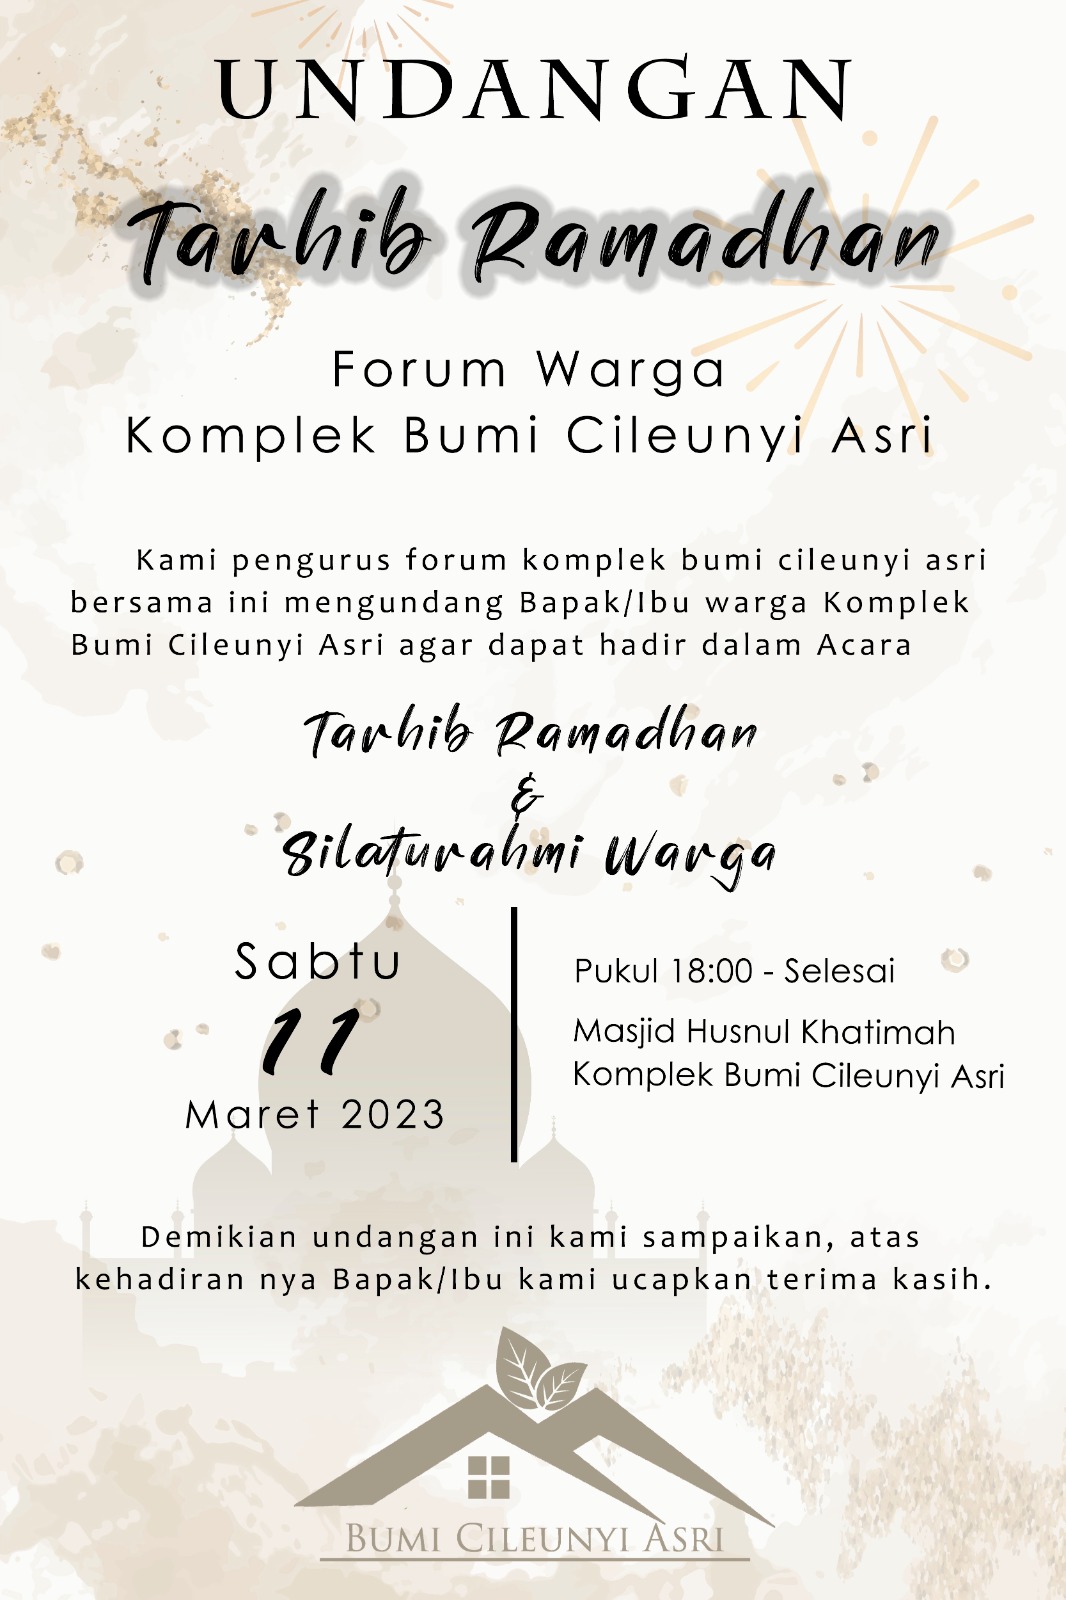 UNDANGAN
Tarhib Ramadhan
Forum Warga
Komplek Bumi Cileunyi Asri
Kami pengurus forum komplek bumi cileunyi asri
bersama ini mengundang Bapak/Ibu warga Komplek
Bumi Cileunyi Asri agar dapat hadir dalam Acara
Tarhib Ramadhan
&
Silaturahmi Warga
Sabtu
11
Maret 2023
Pukul 18:00 - Selesai
Masjid Husnul Khatimah
Komplek Bumi Cileunyi Asri
Demikian undangan ini kami sampaikan, atas
kehadiran nya Bapak/Ibu kami ucapkan terima kasih.
BUMI CILEUNYI ASRI